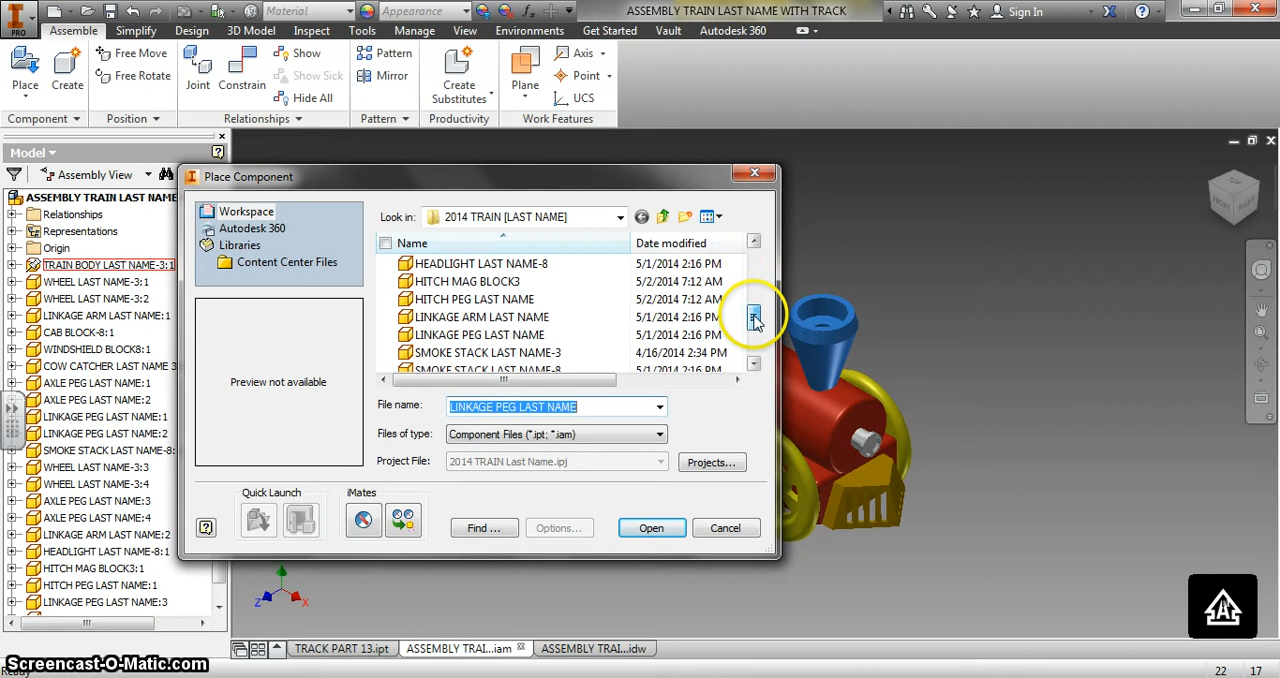 PRO
Material
Appearance
ASSEMBLY TRAIN LAST NAME WITH TRACK
Sign In
Assemble Simplify Design 3D Model Inspect Tools Manage View Environments Get Started Vault Autodesk 360
Place
Create
Free Move
Free Rotate
Joint
Constrain
Show
Show Sick
Hide All
Pattern
Mirror
Create
Substitutes
Plane
Axis
Point
UCS
Component Position Relationships Pattern Productivity Work Features
Model
Assembly View
ASSEMBLY TRAIN LAST NAME
Relationships
Representations
Origin
TRAIN BODY LAST NAME-3:1
WHEEL LAST NAME-3:1
WHEEL LAST NAME-3:2
LINKAGE ARM LAST NAME:1
CAB BLOCK-8:1
WINDSHIELD BLOCK8:1
COW CATCHER LAST NAME 3
AXLE PEG LAST NAME:1
AXLE PEG LAST NAME:2
LINKAGE PEG LAST NAME:1
LINKAGE PEG LAST NAME:2
SMOKE STACK LAST NAME-8
WHEEL LAST NAME-3:3
WHEEL LAST NAME-3:4
AXLE PEG LAST NAME:3
AXLE PEG LAST NAME:4
LINKAGE ARM LAST NAME:2
HEADLIGHT LAST NAME-8:1
HITCH MAG BLOCK3:1
HITCH PEG LAST NAME:1
LINKAGE PEG LAST NAME:3
Place Component
Workspace
Autodesk 360
Libraries
Content Center Files
Look in: 2014 TRAIN [LAST NAME]
Name Date modified
HEADLIGHT LAST NAME-8 5/1/2014 2:16 PM
HITCH MAG BLOCK3 5/2/2014 7:12 AM
HITCH PEG LAST NAME 5/2/2014 7:12 AM
LINKAGE ARM LAST NAME 5/1/2014 2:16 PM
LINKAGE PEG LAST NAME 5/1/2014 2:16 PM
SMOKE STACK LAST NAME-3 4/16/2014 2:34 PM
SMOKE STACK LAST NAME-8 5/1/2014 2:16 PM
Preview not available
File name: LINKAGE PEG LAST NAME
Files of type: Component Files (*.ipt; *.iam)
Project File: 2014 TRAIN Last Name.ipj
Projects...
Quick Launch
iMates
Find ...
Options...
Open
Cancel
FRONT RIGHT
Z X
TRACK PART 13.ipt ASSEMBLY TRAI...iam ASSEMBLY TRAI...idw
Screencast-O-Matic.com
Ready
22 17